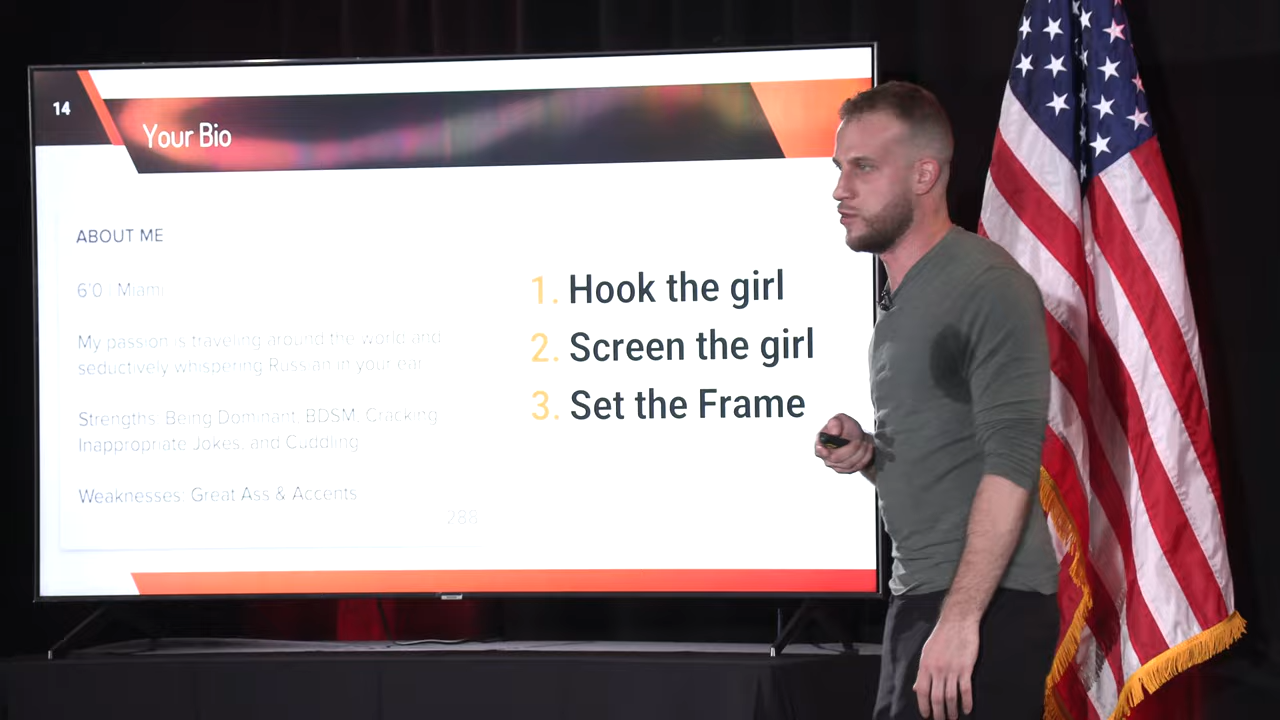 14
Your Bio
ABOUT ME
6'0 | Miami
My passion is traveling around the world and
seductively whispering Russian in your ear
Strengths: Being Dominant, BDSM, Cracking
Inappropriate Jokes, and Cuddling
Weaknesses: Great Ass & Accents
288
1. Hook the girl
2. Screen the girl
3. Set the Frame